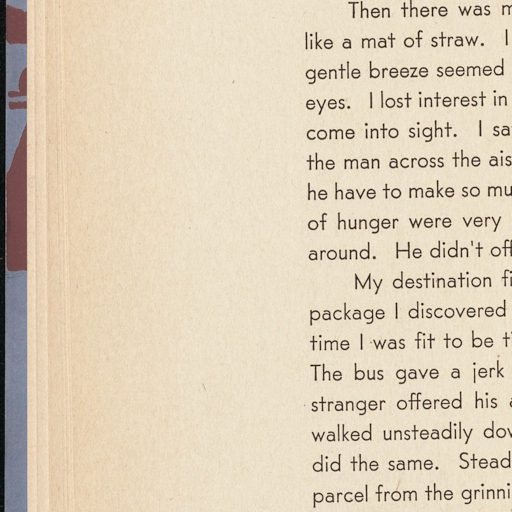 Then there was
like a mat of straw. I
gentle breeze seemed
eyes. I lost interest in
come into sight. I sa
the man across the ais
he have to make so mu
of hunger were very
around. He didn't off
My destination fi
package I discovered
time I was fit to be ti
The bus gave a jerk
stranger offered his
walked unsteadily dow
did the same. Stead
parcel from the grinni